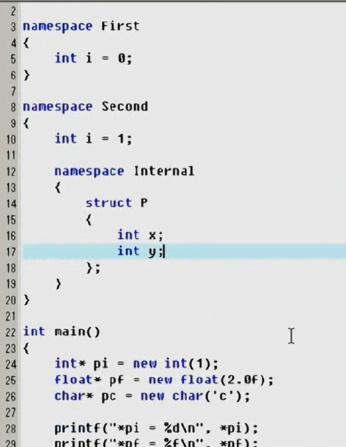 2
3 namespace First
4 {
5     int i = 0;
6 }
7
8 namespace Second
9 {
10     int i = 1;
11
12     namespace Internal
13     {
14         struct P
15         {
16             int x;
17             int y;
18         };
19     }
20 }
21
22 int main()
23 {
24     int* pi = new int(1);
25     float* pf = new float(2.0f);
26     char* pc = new char('c');
27
28     printf("*pi = %d\n", *pi);
29     printf("*pf = %f\n", *pf);